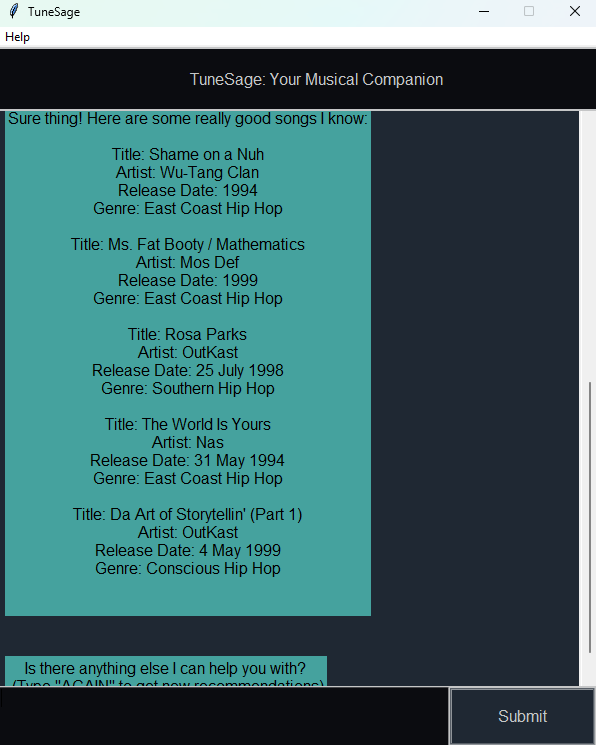 TuneSage
Help
TuneSage: Your Musical Companion
Sure thing! Here are some really good songs I know:
Title: Shame on a Nuh
Artist: Wu-Tang Clan
Release Date: 1994
Genre: East Coast Hip Hop
Title: Ms. Fat Booty / Mathematics
Artist: Mos Def
Release Date: 1999
Genre: East Coast Hip Hop
Title: Rosa Parks
Artist: OutKast
Release Date: 25 July 1998
Genre: Southern Hip Hop
Title: The World Is Yours
Artist: Nas
Release Date: 31 May 1994
Genre: East Coast Hip Hop
Title: Da Art of Storytellin' (Part 1)
Artist: OutKast
Release Date: 4 May 1999
Genre: Conscious Hip Hop
Is there anything else I can help you with?
(Type "AGAIN" to get new recommendations)
Submit